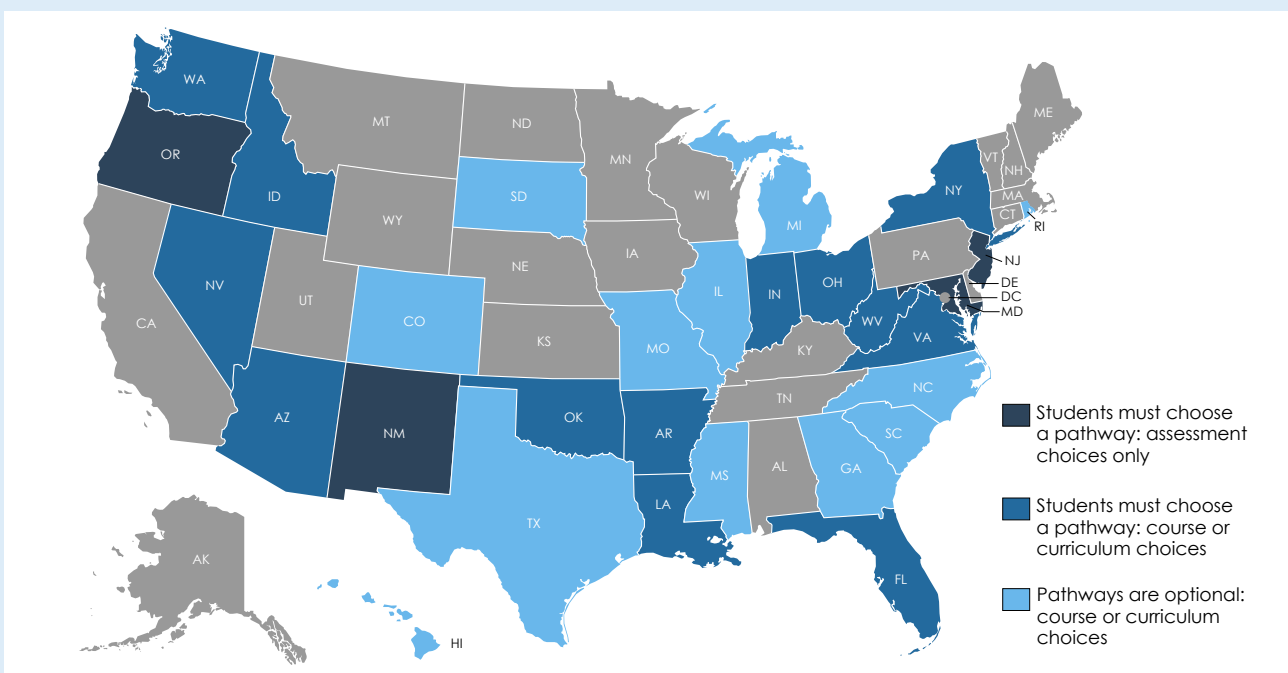 WA
MT
ND
ME
OR
MN
VT
NH
ID
SD
WI
NY
MA
WY
MI
CT
RI
IA
PA
NJ
NE
NV
UT
IL
IN
OH
DE
DC
MD
CO
CA
WV
VA
KS
MO
KY
NC
TN
AZ
NM
OK
AR
SC
MS
AL
GA
LA
TX
FL
AK
HI
Students must choose
a pathway: assessment
choices only
Students must choose
a pathway: course or
curriculum choices
Pathways are optional:
course or curriculum
choices